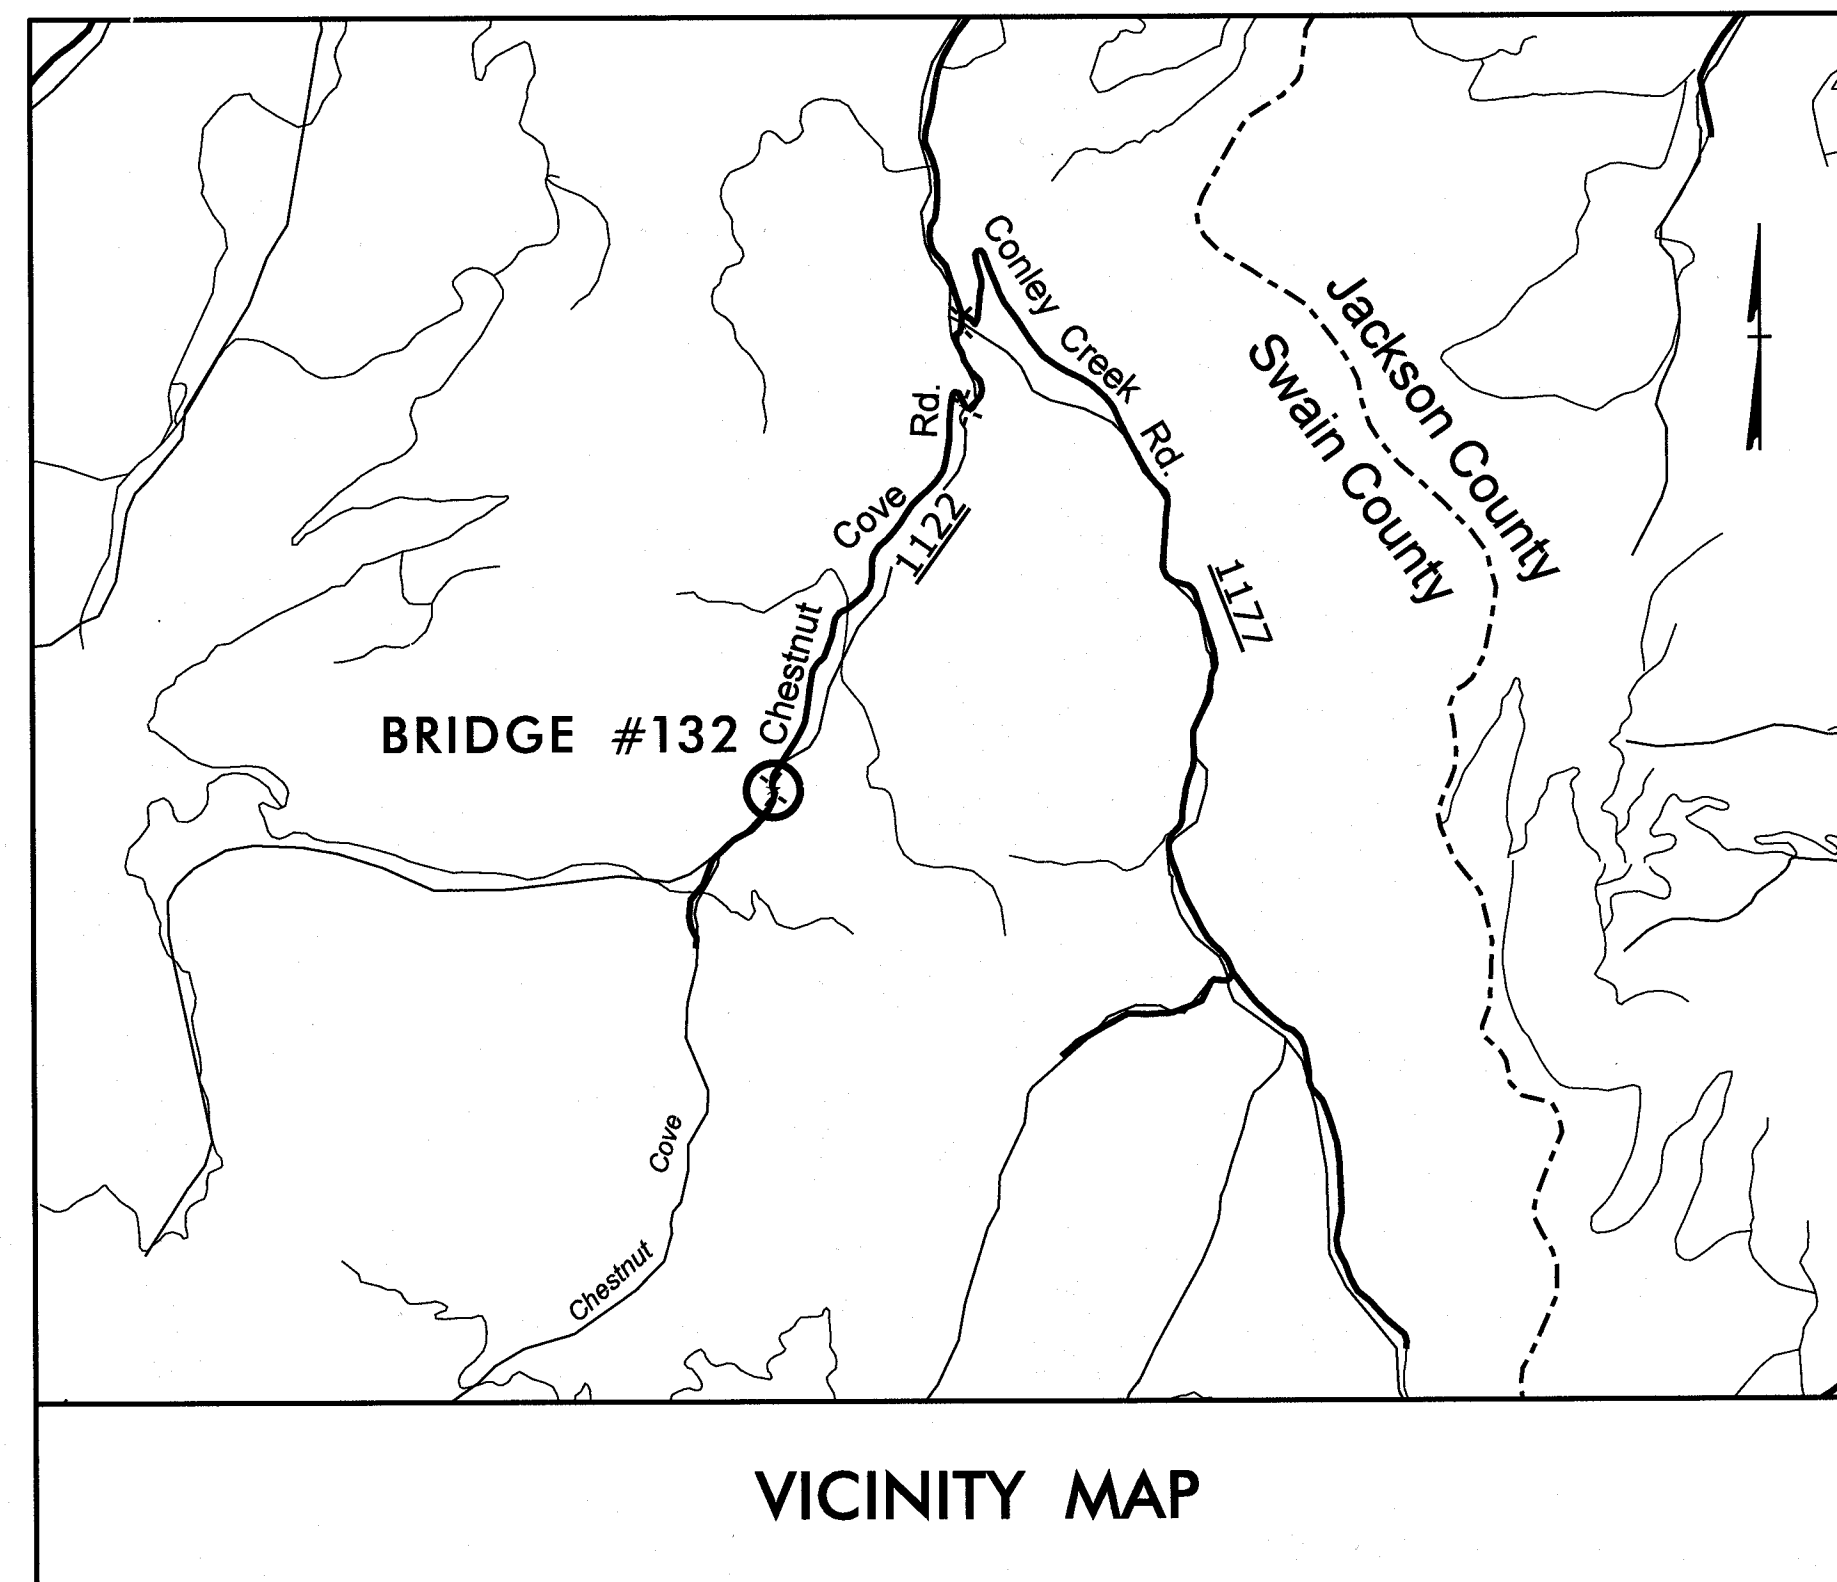 Conley Creek Rd.
Jackson County
Swain County
Chestnut Cove Rd.
1122
1177
BRIDGE #132
Chestnut Cove
VICINITY MAP